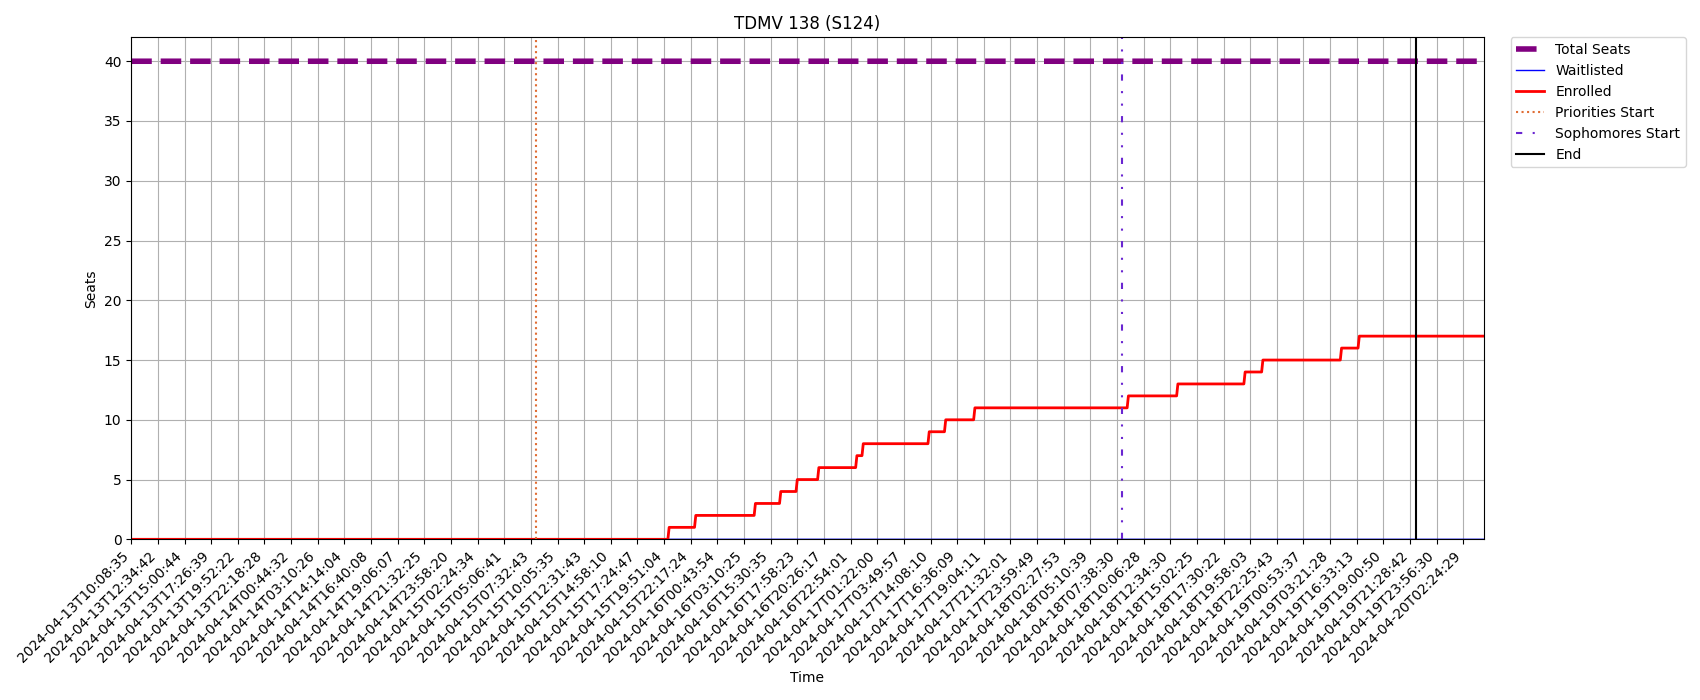 TDMV 138 (S124)
Total Seats
Waitlisted
Enrolled
Priorities Start
Sophomores Start
End
Seats
40
35
30
25
20
15
10
5
0
2024-04-13T10:08:35
2024-04-13T12:34:42
2024-04-13T15:00:44
2024-04-13T17:26:39
2024-04-13T19:52:22
2024-04-13T22:18:28
2024-04-14T00:44:32
2024-04-14T03:10:26
2024-04-14T14:14:04
2024-04-14T16:40:08
2024-04-14T19:06:07
2024-04-14T21:32:25
2024-04-14T23:58:20
2024-04-15T02:24:34
2024-04-15T05:06:41
2024-04-15T07:32:43
2024-04-15T10:05:35
2024-04-15T12:31:43
2024-04-15T14:58:10
2024-04-15T17:24:47
2024-04-15T19:51:04
2024-04-15T22:17:24
2024-04-16T00:43:54
2024-04-16T03:10:25
2024-04-16T15:30:35
2024-04-16T17:58:23
2024-04-16T20:26:17
2024-04-16T22:54:01
2024-04-17T01:22:00
2024-04-17T03:49:57
2024-04-17T14:08:10
2024-04-17T16:36:09
2024-04-17T19:04:11
2024-04-17T21:32:01
2024-04-17T23:59:49
2024-04-18T02:27:53
2024-04-18T05:10:39
2024-04-18T07:38:30
2024-04-18T10:06:28
2024-04-18T12:34:30
2024-04-18T15:02:25
2024-04-18T17:30:22
2024-04-18T19:58:03
2024-04-18T22:25:43
2024-04-19T00:53:37
2024-04-19T03:21:28
2024-04-19T16:33:13
2024-04-19T19:00:50
2024-04-19T21:28:42
2024-04-19T23:56:30
2024-04-20T02:24:29
Time